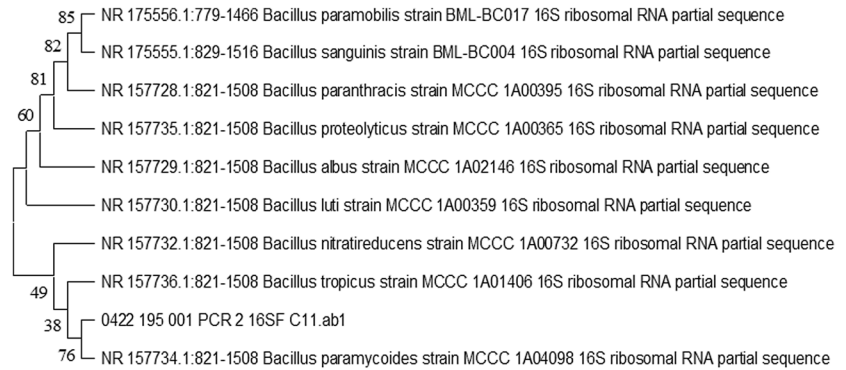 85
NR 175556.1:779-1466 Bacillus paramobilis strain BML-BC017 16S ribosomal RNA partial sequence
82
NR 175555.1:829-1516 Bacillus sanguinis strain BML-BC004 16S ribosomal RNA partial sequence
81
NR 157728.1:821-1508 Bacillus paranthracis strain MCCC 1A00395 16S ribosomal RNA partial sequence
60
NR 157735.1:821-1508 Bacillus proteolyticus strain MCCC 1A00365 16S ribosomal RNA partial sequence
NR 157729.1:821-1508 Bacillus albus strain MCCC 1A02146 16S ribosomal RNA partial sequence
NR 157730.1:821-1508 Bacillus luti strain MCCC 1A00359 16S ribosomal RNA partial sequence
NR 157732.1:821-1508 Bacillus nitratireducens strain MCCC 1A00732 16S ribosomal RNA partial sequence
NR 157736.1:821-1508 Bacillus tropicus strain MCCC 1A01406 16S ribosomal RNA partial sequence
49
0422 195 001 PCR 2 16SF C11.ab1
38
NR 157734.1:821-1508 Bacillus paramycoides strain MCCC 1A04098 16S ribosomal RNA partial sequence
76